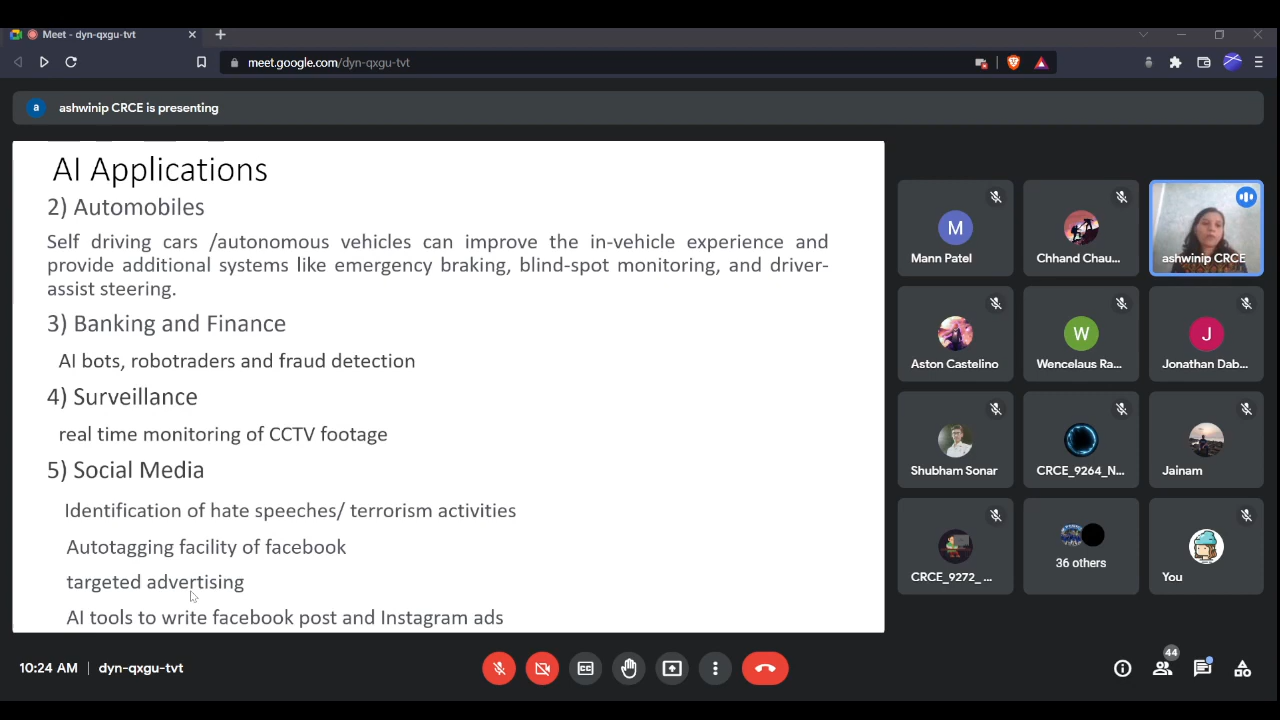 Meet - dyn-qxgu-tvt
meet.google.com/dyn-qxgu-tvt
a
ashwinip CRCE is presenting
AI Applications
2) Automobiles
Self driving cars /autonomous vehicles can improve the in-vehicle experience and
provide additional systems like emergency braking, blind-spot monitoring, and driver-
assist steering.
3) Banking and Finance
AI bots, robotraders and fraud detection
4) Surveillance
real time monitoring of CCTV footage
5) Social Media
Identification of hate speeches/ terrorism activities
Autotagging facility of facebook
targeted advertising
AI tools to write facebook post and Instagram ads
M
Mann Patel
Chhand Chau...
ashwinip CRCE
Aston Castelino
W
Wencelaus Ra...
J
Jonathan Dab...
Shubham Sonar
CRCE_9264_N...
Jainam
CRCE_9272_ ...
36 others
You
10:24 AM
dyn-qxgu-tvt
44